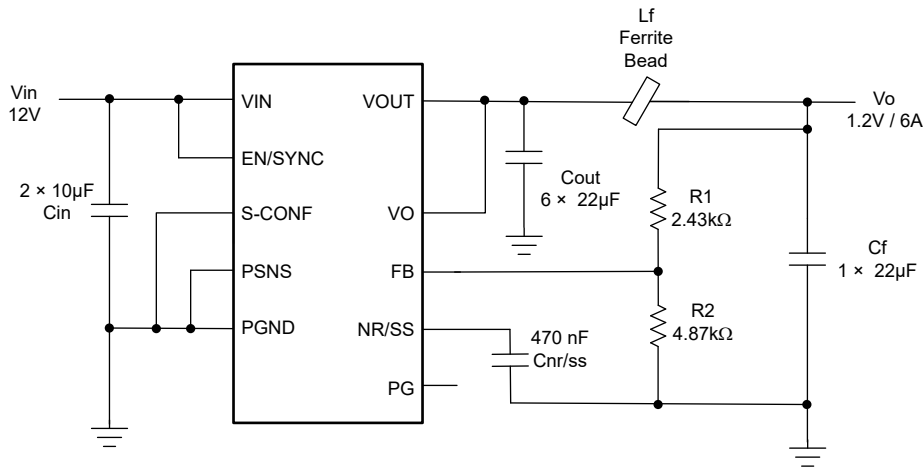 Lf
Ferrite
Bead
Vin
12V
VIN
VOUT
Vo
1.2V / 6A
EN/SYNC
Cout
6 × 22µF
R1
2.43kΩ
2 × 10µF
Cin
S-CONF
VO
Cf
1 × 22µF
PSNS
FB
R2
4.87kΩ
PGND
NR/SS
470 nF
Cnr/ss
PG